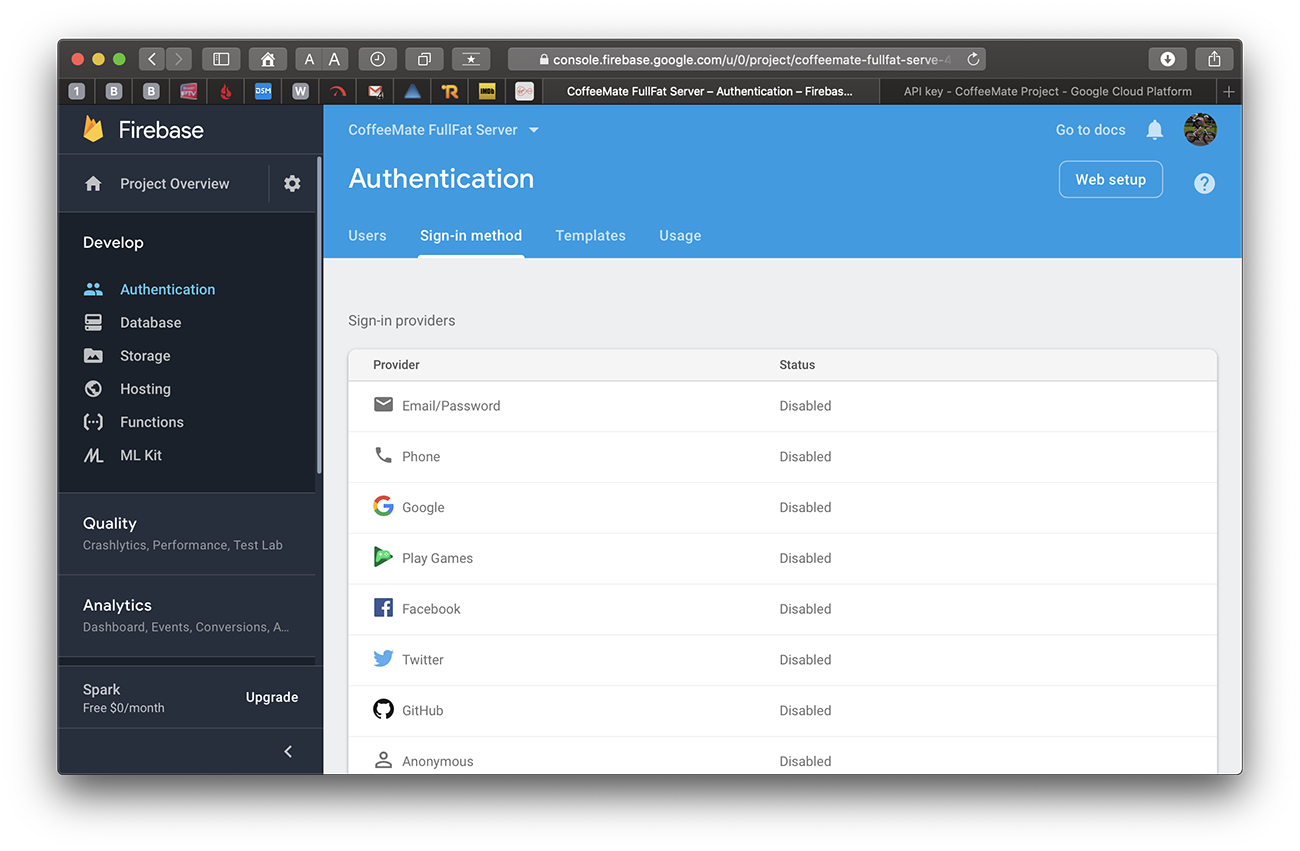 A A
console.firebase.google.com/u/0/project/coffeemate-fullfat-serve-4
1 B B DSM W TR IMDb CoffeeMate FullFat Server – Authentication – Firebas... API key - CoffeeMate Project - Google Cloud Platform
Firebase
CoffeeMate FullFat Server
Go to docs
Project Overview
Authentication
Web setup
?
Users Sign-in method Templates Usage
Develop
Authentication
Database
Storage
Hosting
Functions
ML ML Kit
Quality
Crashlytics, Performance, Test Lab
Analytics
Dashboard, Events, Conversions, A...
Spark
Free $0/month
Upgrade
Sign-in providers
Provider Status
Email/Password Disabled
Phone Disabled
Google Disabled
Play Games Disabled
Facebook Disabled
Twitter Disabled
GitHub Disabled
Anonymous Disabled